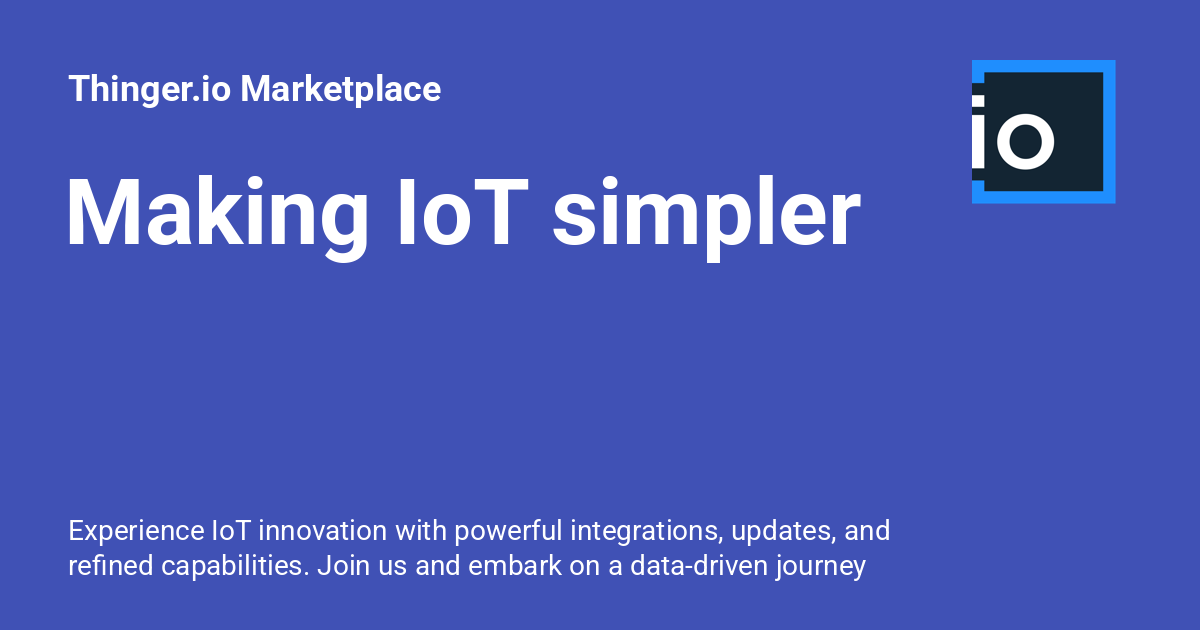 Thinger.io Marketplace
io
Making IoT simpler
Experience IoT innovation with powerful integrations, updates, and
refined capabilities. Join us and embark on a data-driven journey